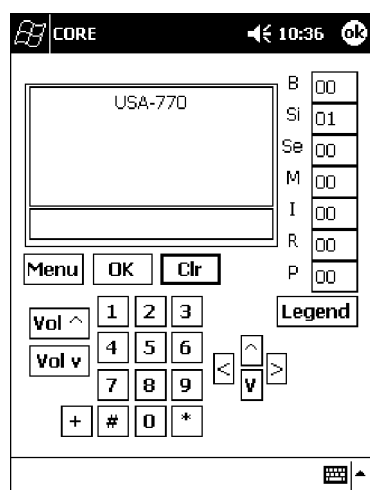 CORE 10:36 ok
USA-770
B 00
Si 01
Se 00
M 00
I 00
R 00
P 00
Menu OK Clr
Legend
Vol ^ 1 2 3
Vol v 4 5 6
< ^ v >
7 8 9
+ # 0 *